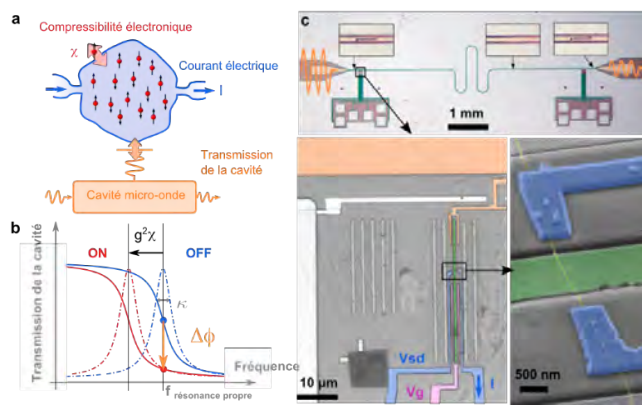 a
Compressibilité électronique
χ
Courant électrique
I
Transmission
de la cavité
Cavité micro-onde
b
Transmission de la cavité
ON
g²χ
OFF
κ
Δϕ
Fréquence
f résonance propre
c
1 mm
Vsd
Vg
I
10 µm
500 nm